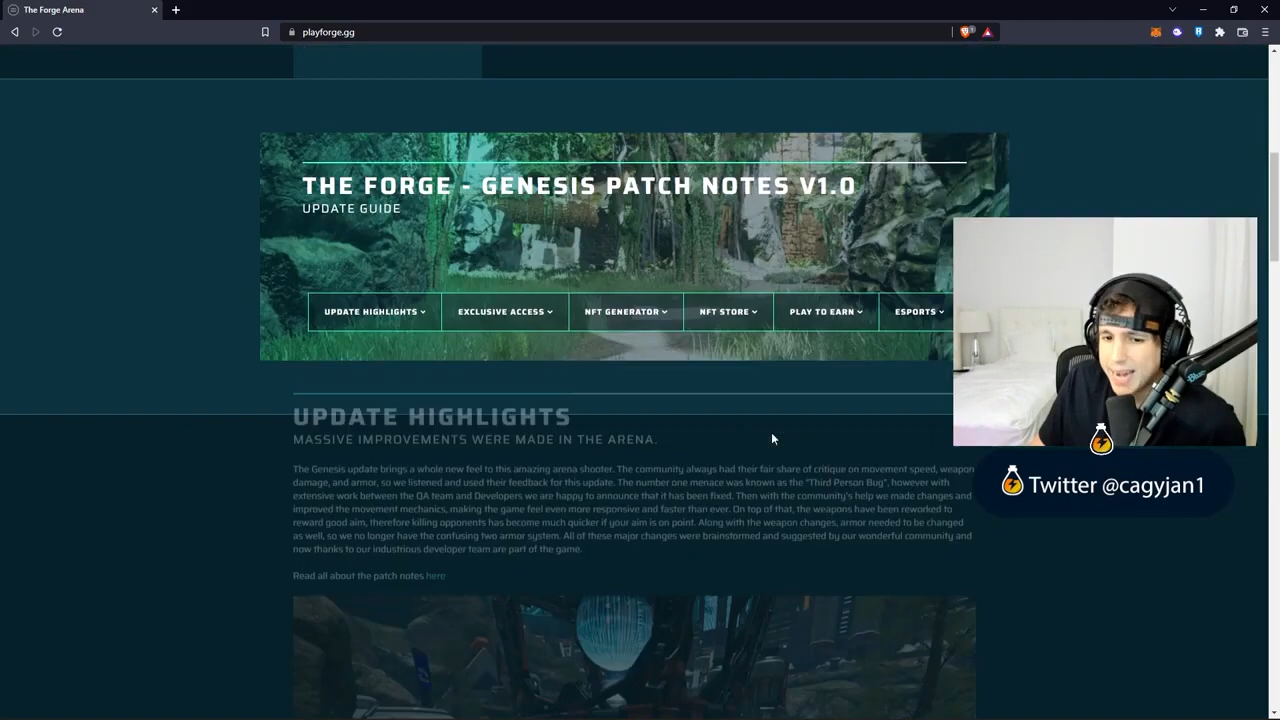 The Forge Arena
playforge.gg
THE FORGE - GENESIS PATCH NOTES V1.0
UPDATE GUIDE
UPDATE HIGHLIGHTS
EXCLUSIVE ACCESS
NFT GENERATOR
NFT STORE
PLAY TO EARN
ESPORTS
UPDATE HIGHLIGHTS
MASSIVE IMPROVEMENTS WERE MADE IN THE ARENA.
The Genesis update brings a whole new feel to this amazing arena shooter. The community always had their fair share of critique on movement speed, weapon
damage, and armor, so we listened and used their feedback for this update. The number one menace was known as the "Third Person Bug", however with
extensive work between the QA team and Developers we are happy to announce that it has been fixed. Then with the community's help we made changes and
improved the movement mechanics, making the game feel even more responsive and faster than ever. On top of that, the weapons have been reworked to
reward good aim, therefore killing opponents has become much quicker if your aim is on point. Along with the weapon changes, armor needed to be changed
as well, so we no longer have the confusing two armor system. All of these major changes were brainstormed and suggested by our wonderful community and
now thanks to our industrious developer team are part of the game.
Read all about the patch notes here
Twitter @cagyjan1